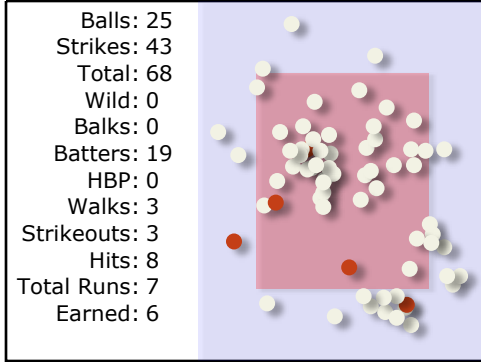 Balls: 25
Strikes: 43
Total: 68
Wild: 0
Balks: 0
Batters: 19
HBP: 0
Walks: 3
Strikeouts: 3
Hits: 8
Total Runs: 7
Earned: 6